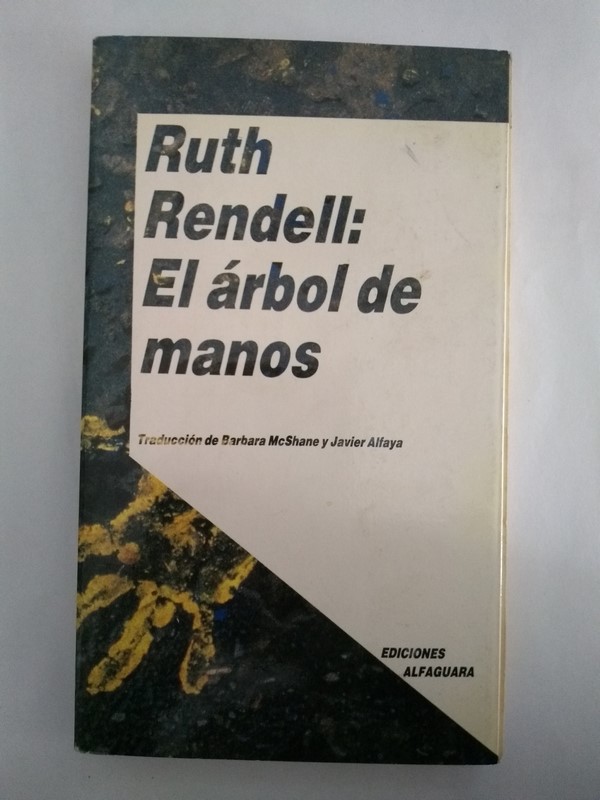 Ruth
Rendell:
El árbol de
manos
Traducción de Barbara McShane y Javier Alfaya
EDICIONES
ALFAGUARA